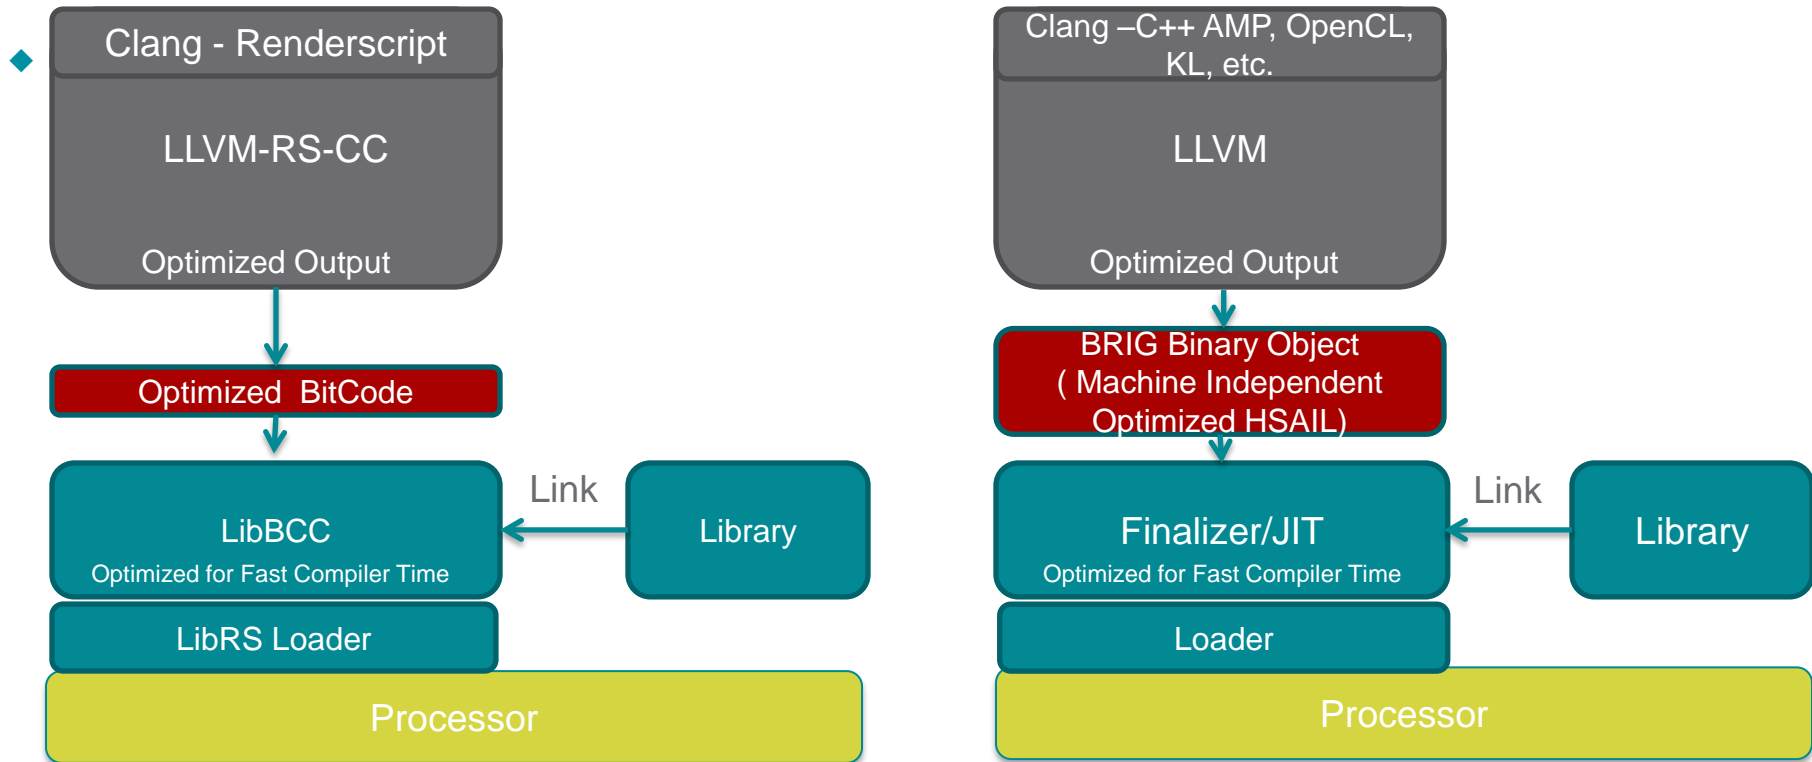 Clang - Renderscript
LLVM-RS-CC
Optimized Output
Optimized BitCode
LibBCC
Optimized for Fast Compiler Time
Link
Library
LibRS Loader
Processor
Clang –C++ AMP, OpenCL,
KL, etc.
LLVM
Optimized Output
BRIG Binary Object
( Machine Independent
Optimized HSAIL)
Finalizer/JIT
Optimized for Fast Compiler Time
Link
Library
Loader
Processor